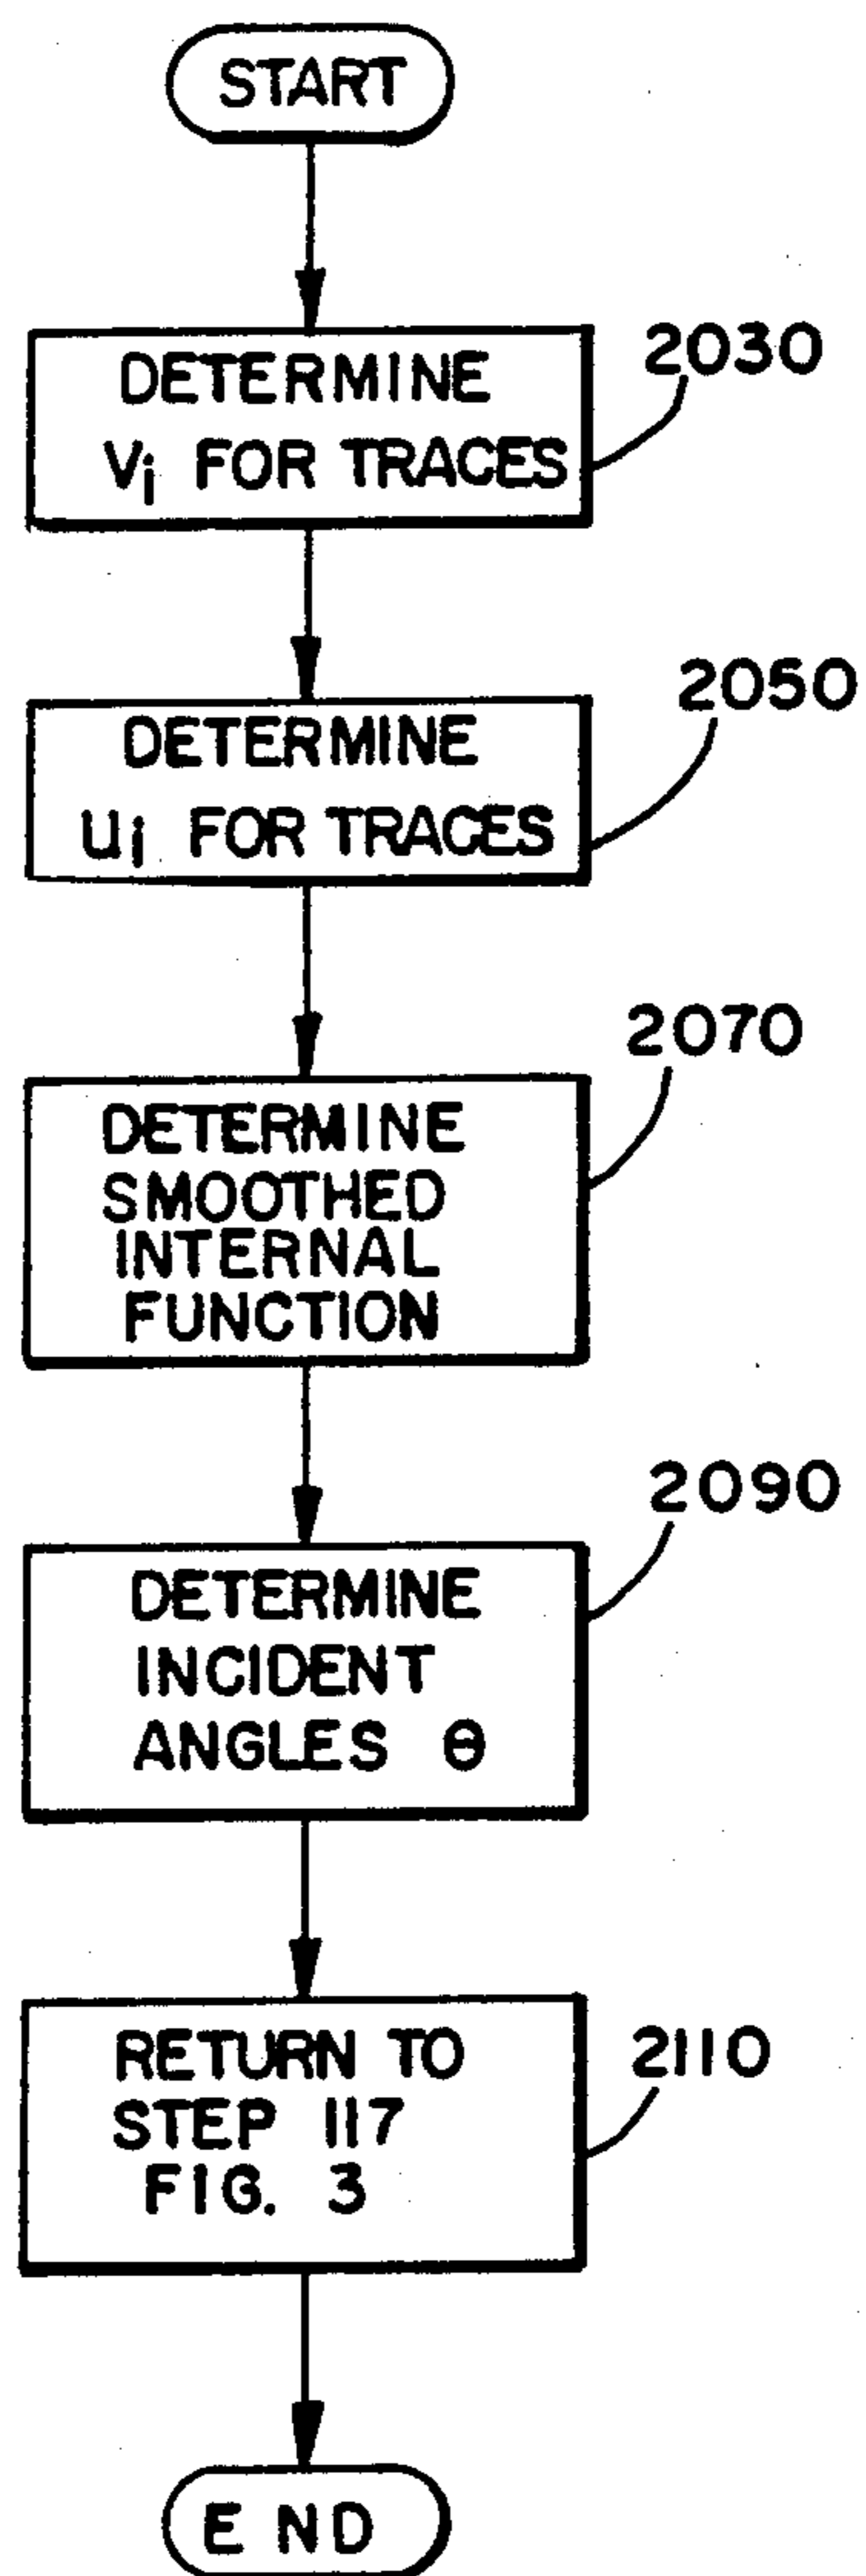 START
DETERMINE
Vi FOR TRACES
2030
DETERMINE
Ui FOR TRACES
2050
DETERMINE
SMOOTHED
INTERNAL
FUNCTION
2070
DETERMINE
INCIDENT
ANGLES θ
2090
RETURN TO
STEP 117
FIG. 3
2110
END